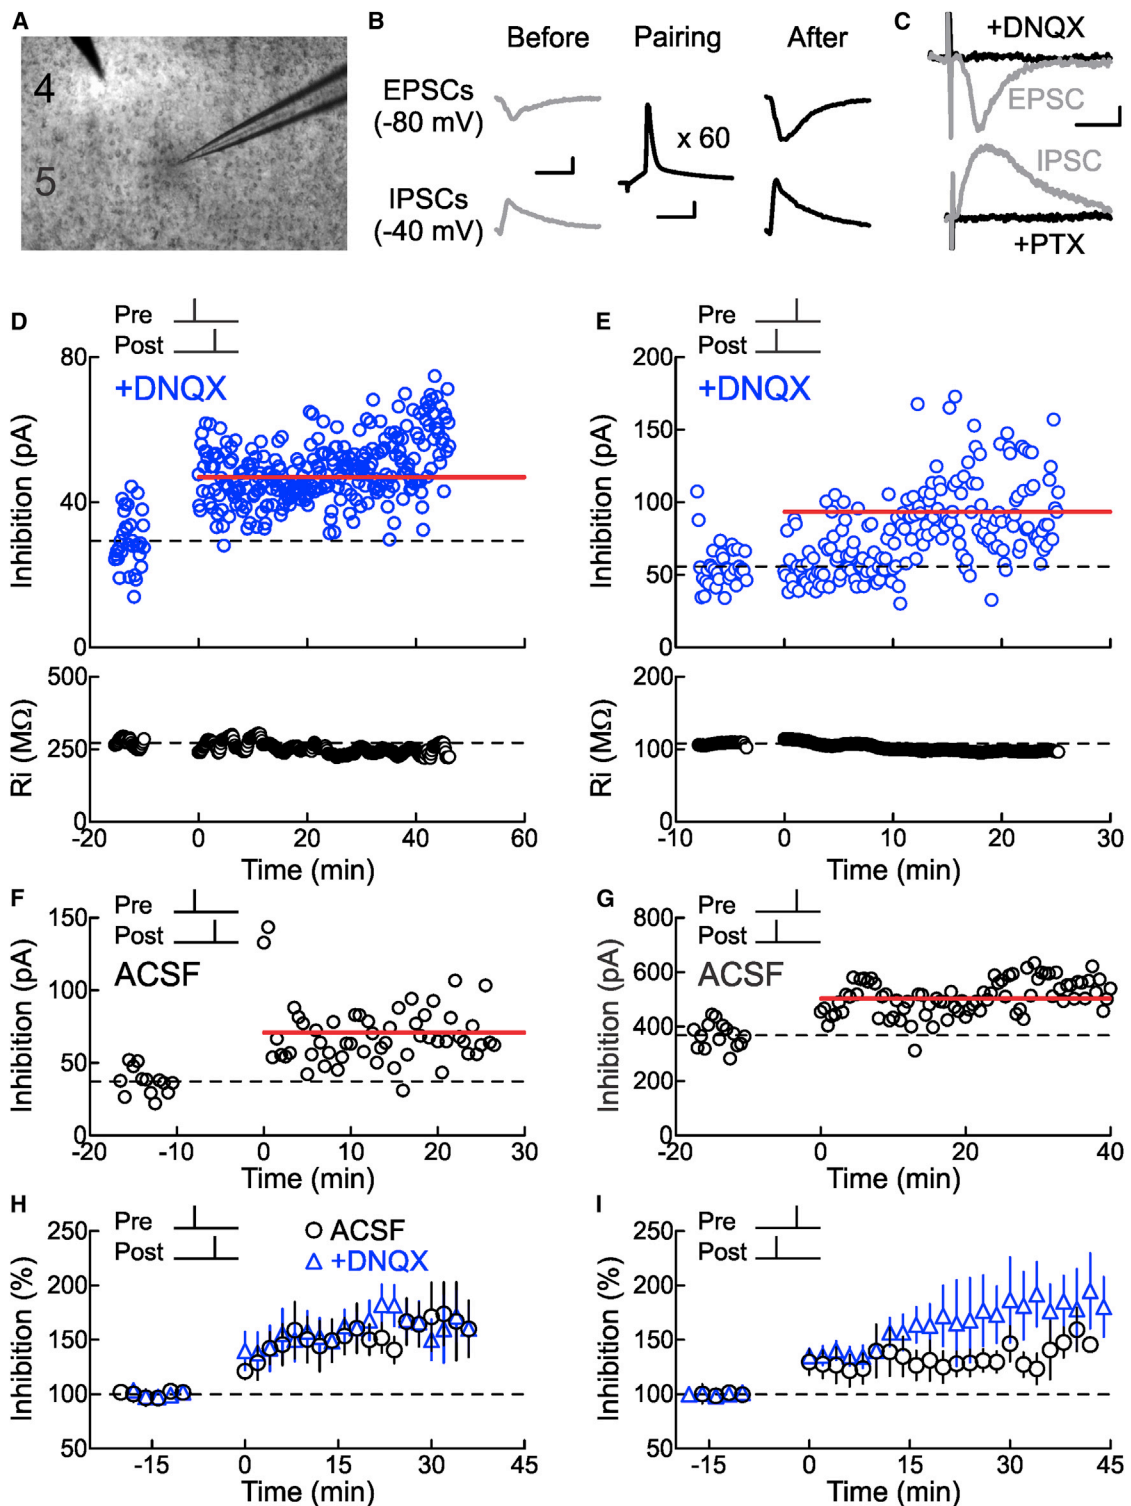 A
4
5
B
Before Pairing After
EPSCs
(-80 mV)
x 60
IPSCs
(-40 mV)
C
+DNQX
EPSC
IPSC
+PTX
D
Pre
Post
+DNQX
80
40
0
Inhibition (pA)
500
250
0
Ri (MΩ)
-20 0 20 40 60
Time (min)
E
Pre
Post
+DNQX
200
150
100
50
0
Inhibition (pA)
200
100
0
Ri (MΩ)
-10 0 10 20 30
Time (min)
F
Pre
Post
ACSF
150
100
50
0
Inhibition (pA)
-20 -10 0 10 20 30
Time (min)
G
Pre
Post
ACSF
800
600
400
200
0
Inhibition (pA)
-20 0 20 40
Time (min)
H
Pre
Post
ACSF
+DNQX
250
200
150
100
50
Inhibition (%)
-15 0 15 30 45
Time (min)
I
Pre
Post
250
200
150
100
50
Inhibition (%)
-15 0 15 30 45
Time (min)